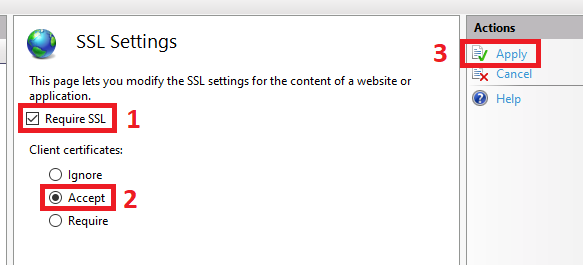 SSL Settings
This page lets you modify the SSL settings for the content of a website or
application.
Require SSL
1
Client certificates:
Ignore
Accept
2
Require
Actions
3
Apply
Cancel
Help